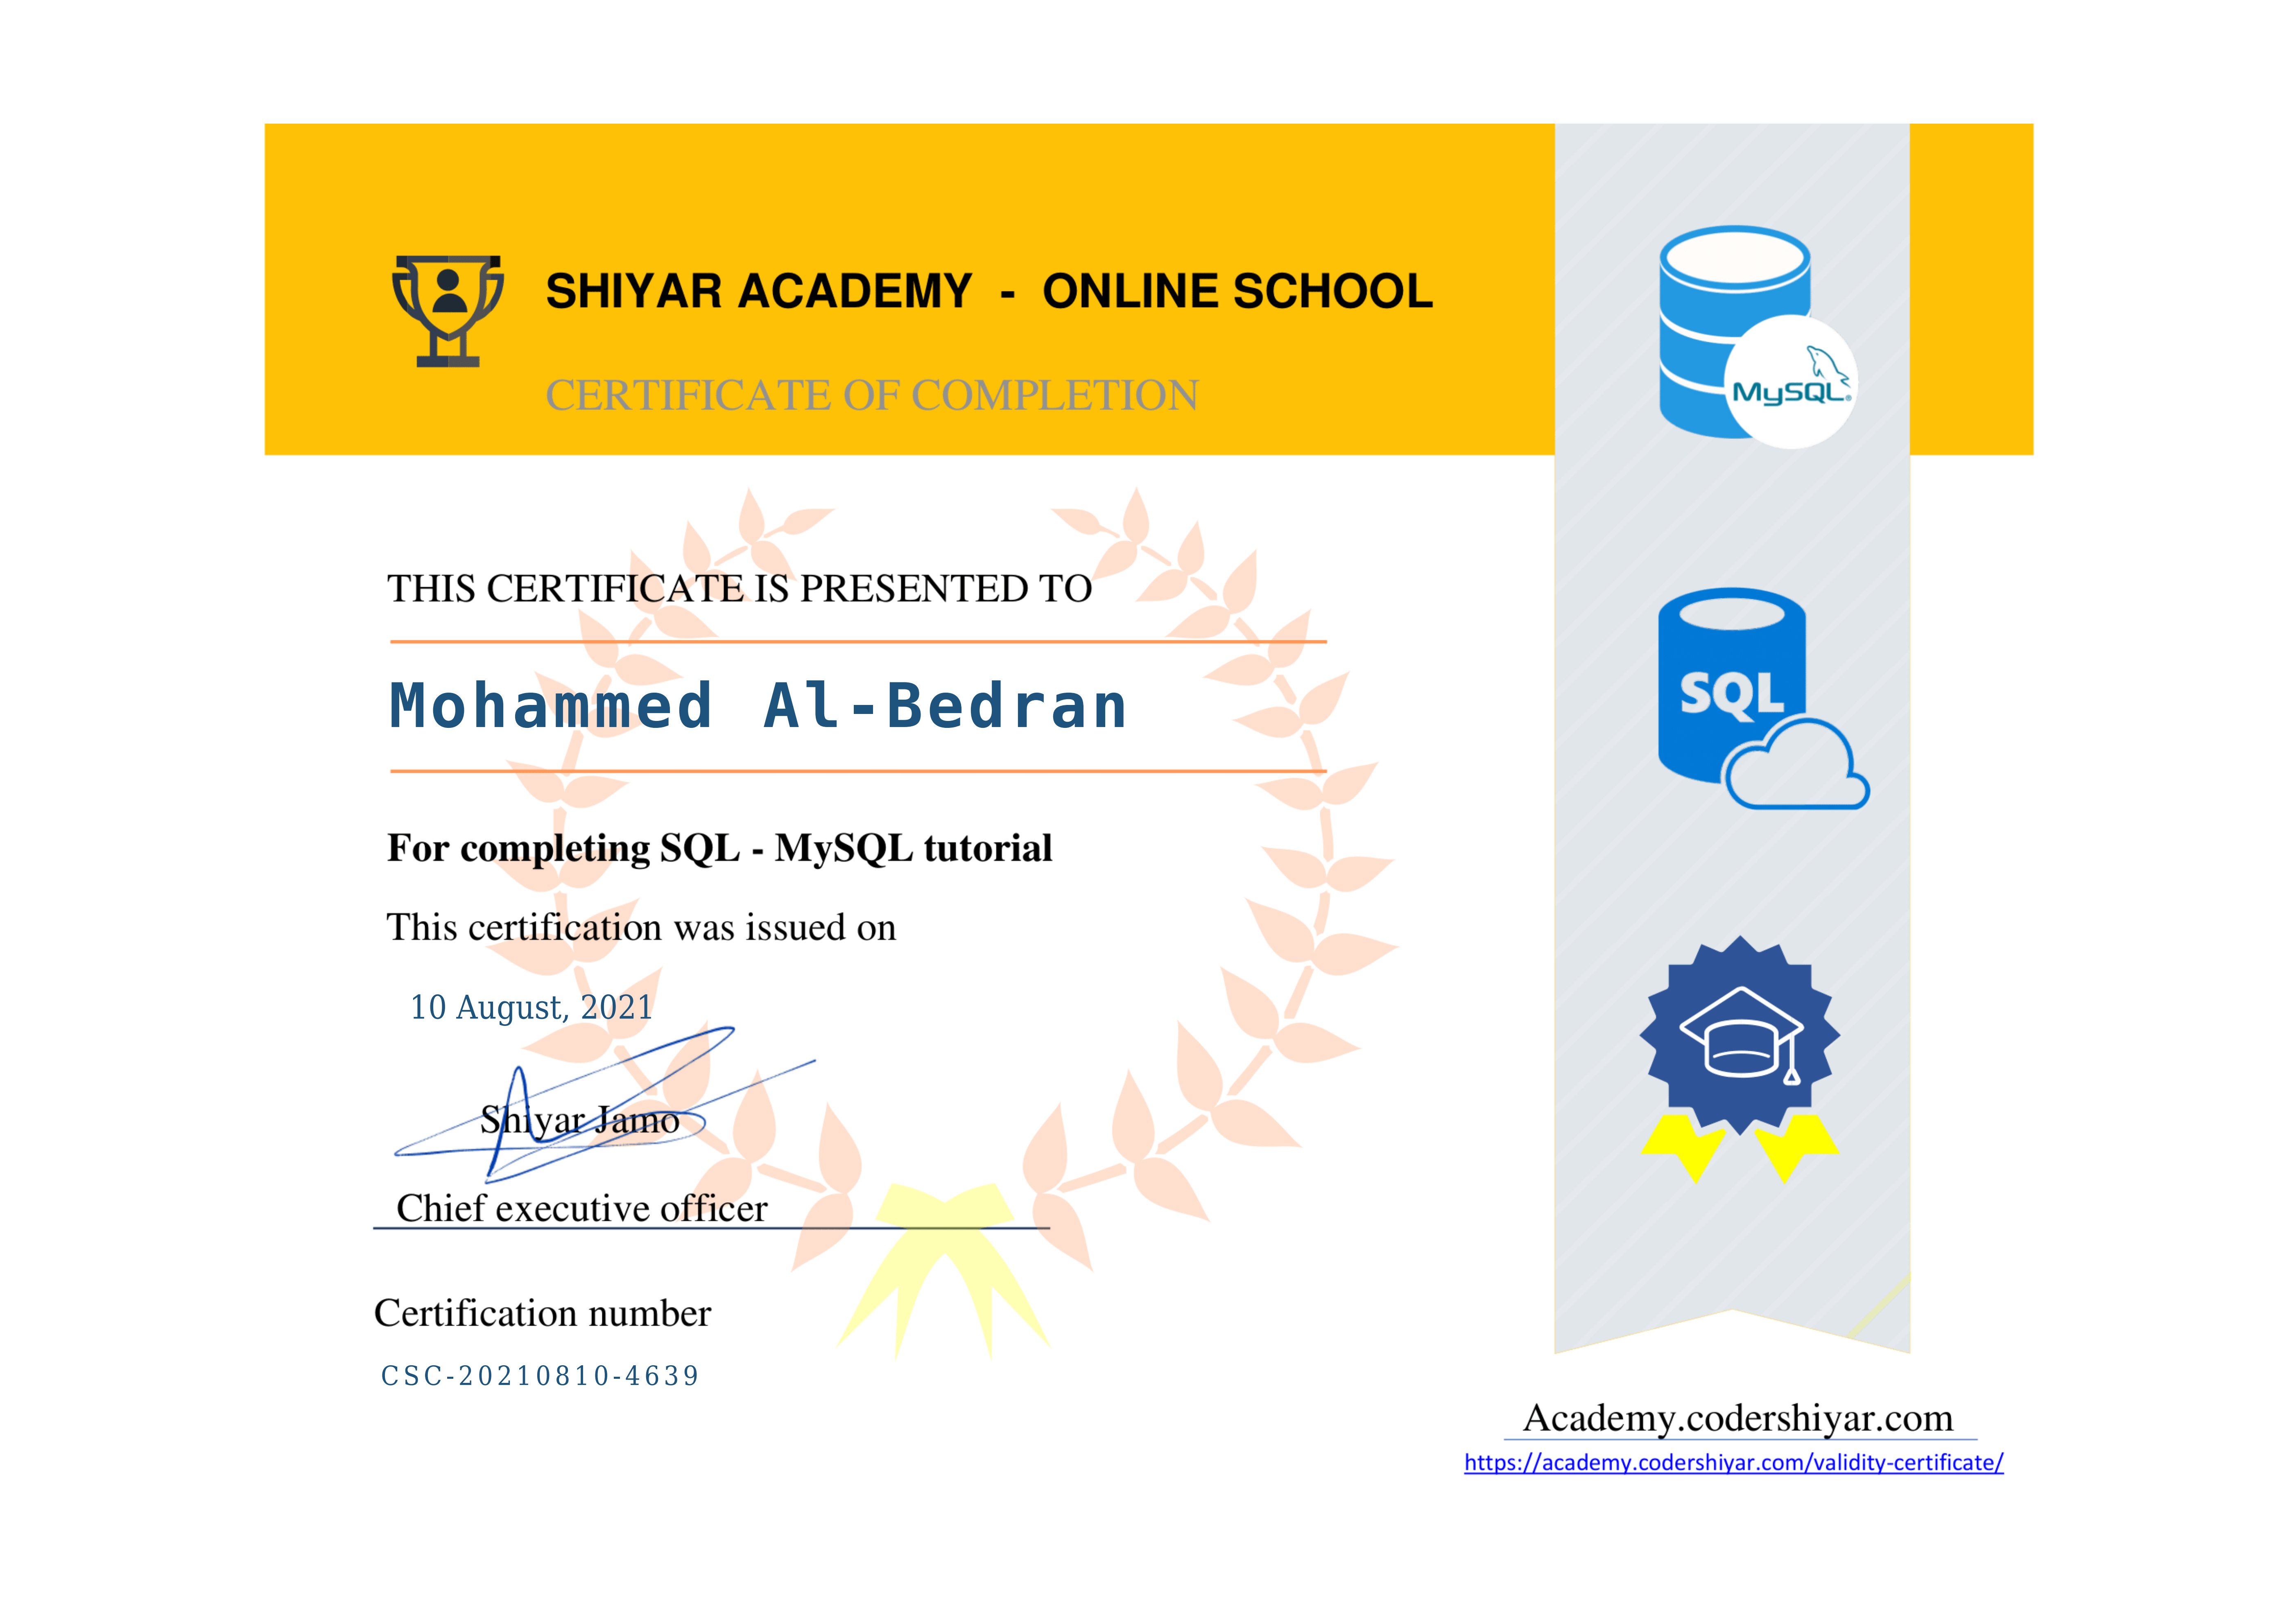 SHIYAR ACADEMY - ONLINE SCHOOL
CERTIFICATE OF COMPLETION
MySQL®
THIS CERTIFICATE IS PRESENTED TO
Mohammed Al-Bedran
SQL
For completing SQL - MySQL tutorial
This certification was issued on
10 August, 2021
Shiyar Jamo
Chief executive officer
Certification number
CSC-20210810-4639
Academy.codershiyar.com
https://academy.codershiyar.com/validity-certificate/